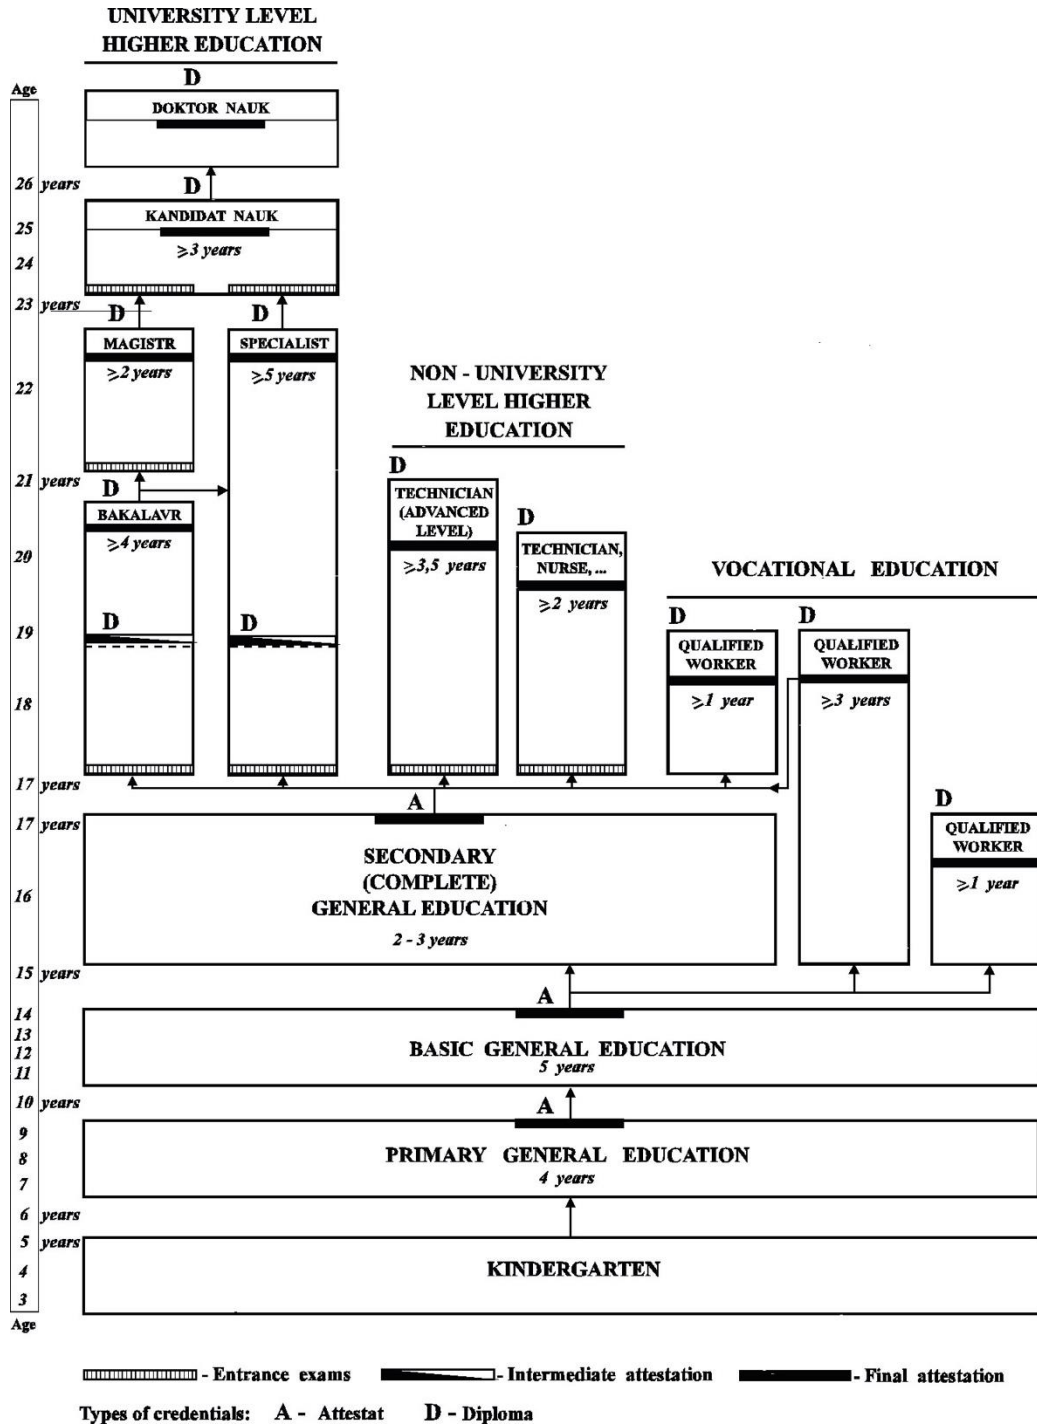 UNIVERSITY LEVEL
HIGHER EDUCATION
D
Age
DOKTOR NAUK
26 years
D
KANDIDAT NAUK
25
⩾3 years
24
23 years
D
D
MAGISTR
SPECIALIST
⩾2 years
⩾5 years
22
NON - UNIVERSITY
LEVEL HIGHER
EDUCATION
D
21 years
D
TECHNICIAN
(ADVANCED
LEVEL)
⩾3,5 years
BAKALAVR
⩾4 years
D
TECHNICIAN,
NURSE, ...
⩾2 years
20
VOCATIONAL EDUCATION
19
D
D
D
QUALIFIED
WORKER
⩾1 year
D
QUALIFIED
WORKER
⩾3 years
18
17 years
A
D
17 years
QUALIFIED
WORKER
⩾1 year
SECONDARY
(COMPLETE)
GENERAL EDUCATION
2 - 3 years
16
15 years
A
14
13
12
11
BASIC GENERAL EDUCATION
5 years
10 years
A
9
8
7
PRIMARY GENERAL EDUCATION
4 years
6 years
5 years
4
3
KINDERGARTEN
Age
- Entrance exams
- Intermediate attestation
- Final attestation
Types of credentials: A - Attestat D - Diploma